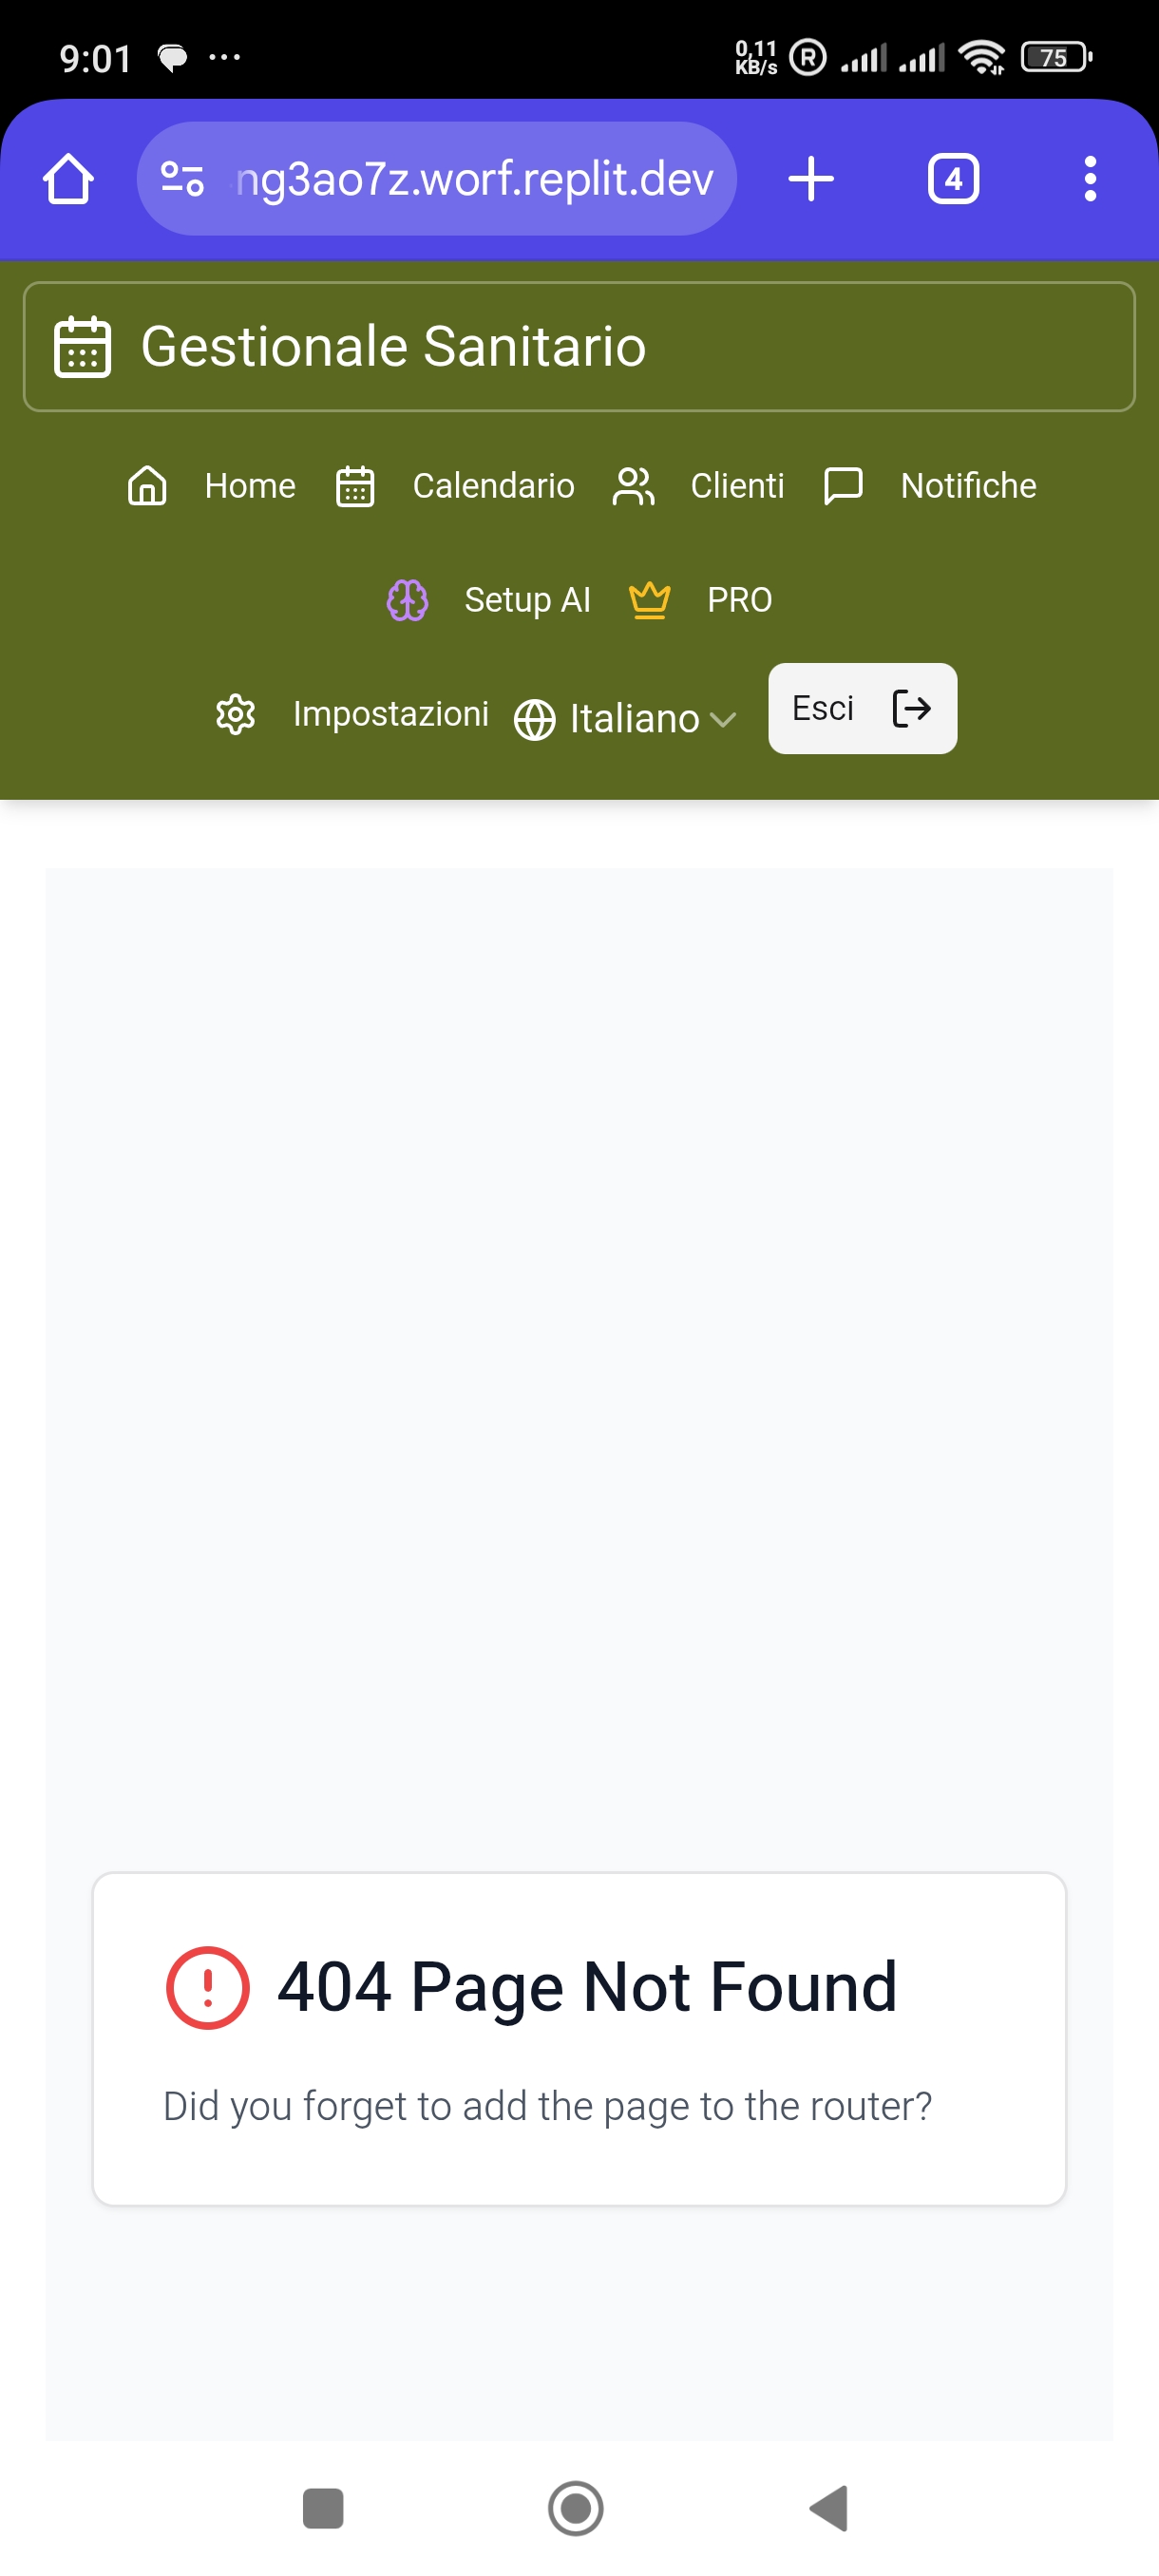 9:01
0,11
KB/s
R
75
ng3ao7z.worf.replit.dev
4
Gestionale Sanitario
Home Calendario Clienti Notifiche
Setup AI PRO
Impostazioni Italiano Esci
404 Page Not Found
Did you forget to add the page to the router?